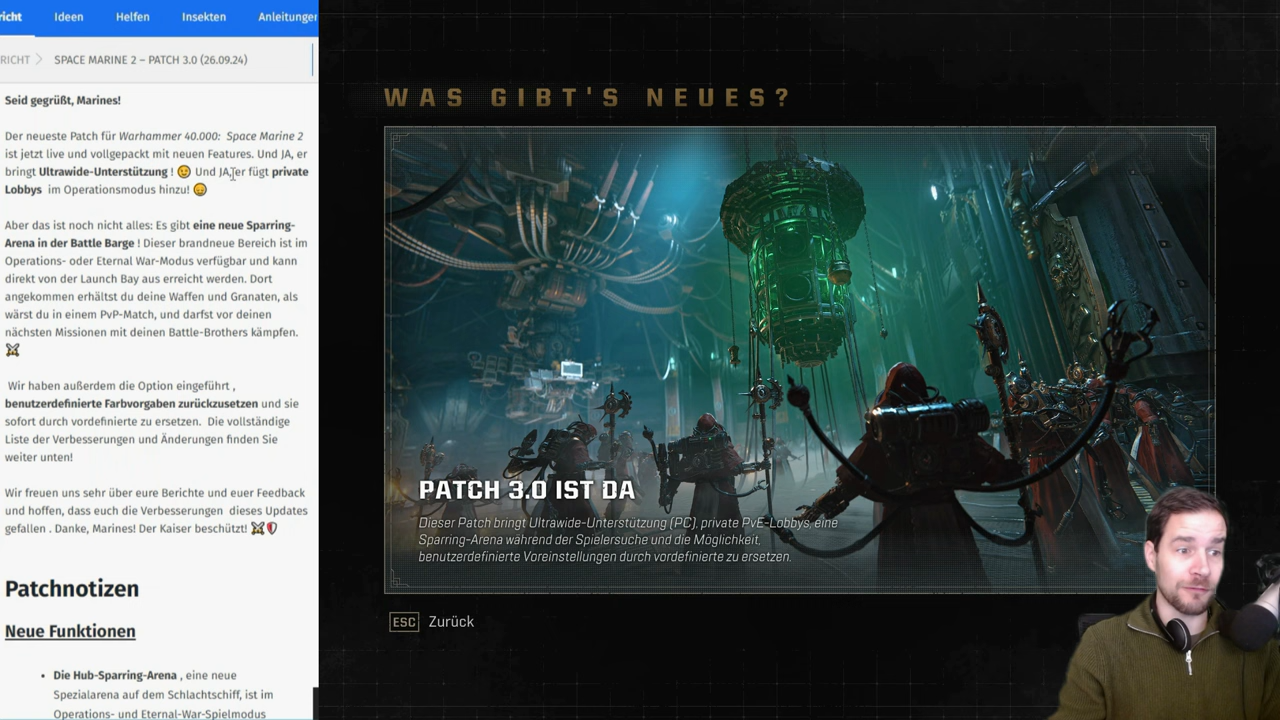 richt Ideen Helfen Insekten Anleitungen
RICHT SPACE MARINE 2 – PATCH 3.0 (26.09.24)
Seid gegrüßt, Marines!
Der neueste Patch für Warhammer 40.000: Space Marine 2
ist jetzt live und vollgepackt mit neuen Features. Und JA, er
bringt Ultrawide-Unterstützung ! 😉 Und JA, er fügt private
Lobbys im Operationsmodus hinzu! 😄
Aber das ist noch nicht alles: Es gibt eine neue Sparring-
Arena in der Battle Barge ! Dieser brandneue Bereich ist im
Operations- oder Eternal War-Modus verfügbar und kann
direkt von der Launch Bay aus erreicht werden. Dort
angekommen erhältst du deine Waffen und Granaten, als
wärst du in einem PvP-Match, und darfst vor deinen
nächsten Missionen mit deinen Battle-Brothers kämpfen.
⚔️
Wir haben außerdem die Option eingeführt ,
benutzerdefinierte Farbvorgaben zurückzusetzen und sie
sofort durch vordefinierte zu ersetzen. Die vollständige
Liste der Verbesserungen und Änderungen finden Sie
weiter unten!
Wir freuen uns sehr über eure Berichte und euer Feedback
und hoffen, dass euch die Verbesserungen dieses Updates
gefallen . Danke, Marines! Der Kaiser beschützt! ⚔️🛡️
Patchnotizen
Neue Funktionen
• Die Hub-Sparring-Arena , eine neue
Spezialarena auf dem Schlachtschiff, ist im
Operations- und Eternal-War-Spielmodus
WAS GIBT'S NEUES?
PATCH 3.0 IST DA
Dieser Patch bringt Ultrawide-Unterstützung (PC), private PvE-Lobbys, eine
Sparring-Arena während der Spielersuche und die Möglichkeit,
benutzerdefinierte Voreinstellungen durch vordefinierte zu ersetzen.
ESC Zurück